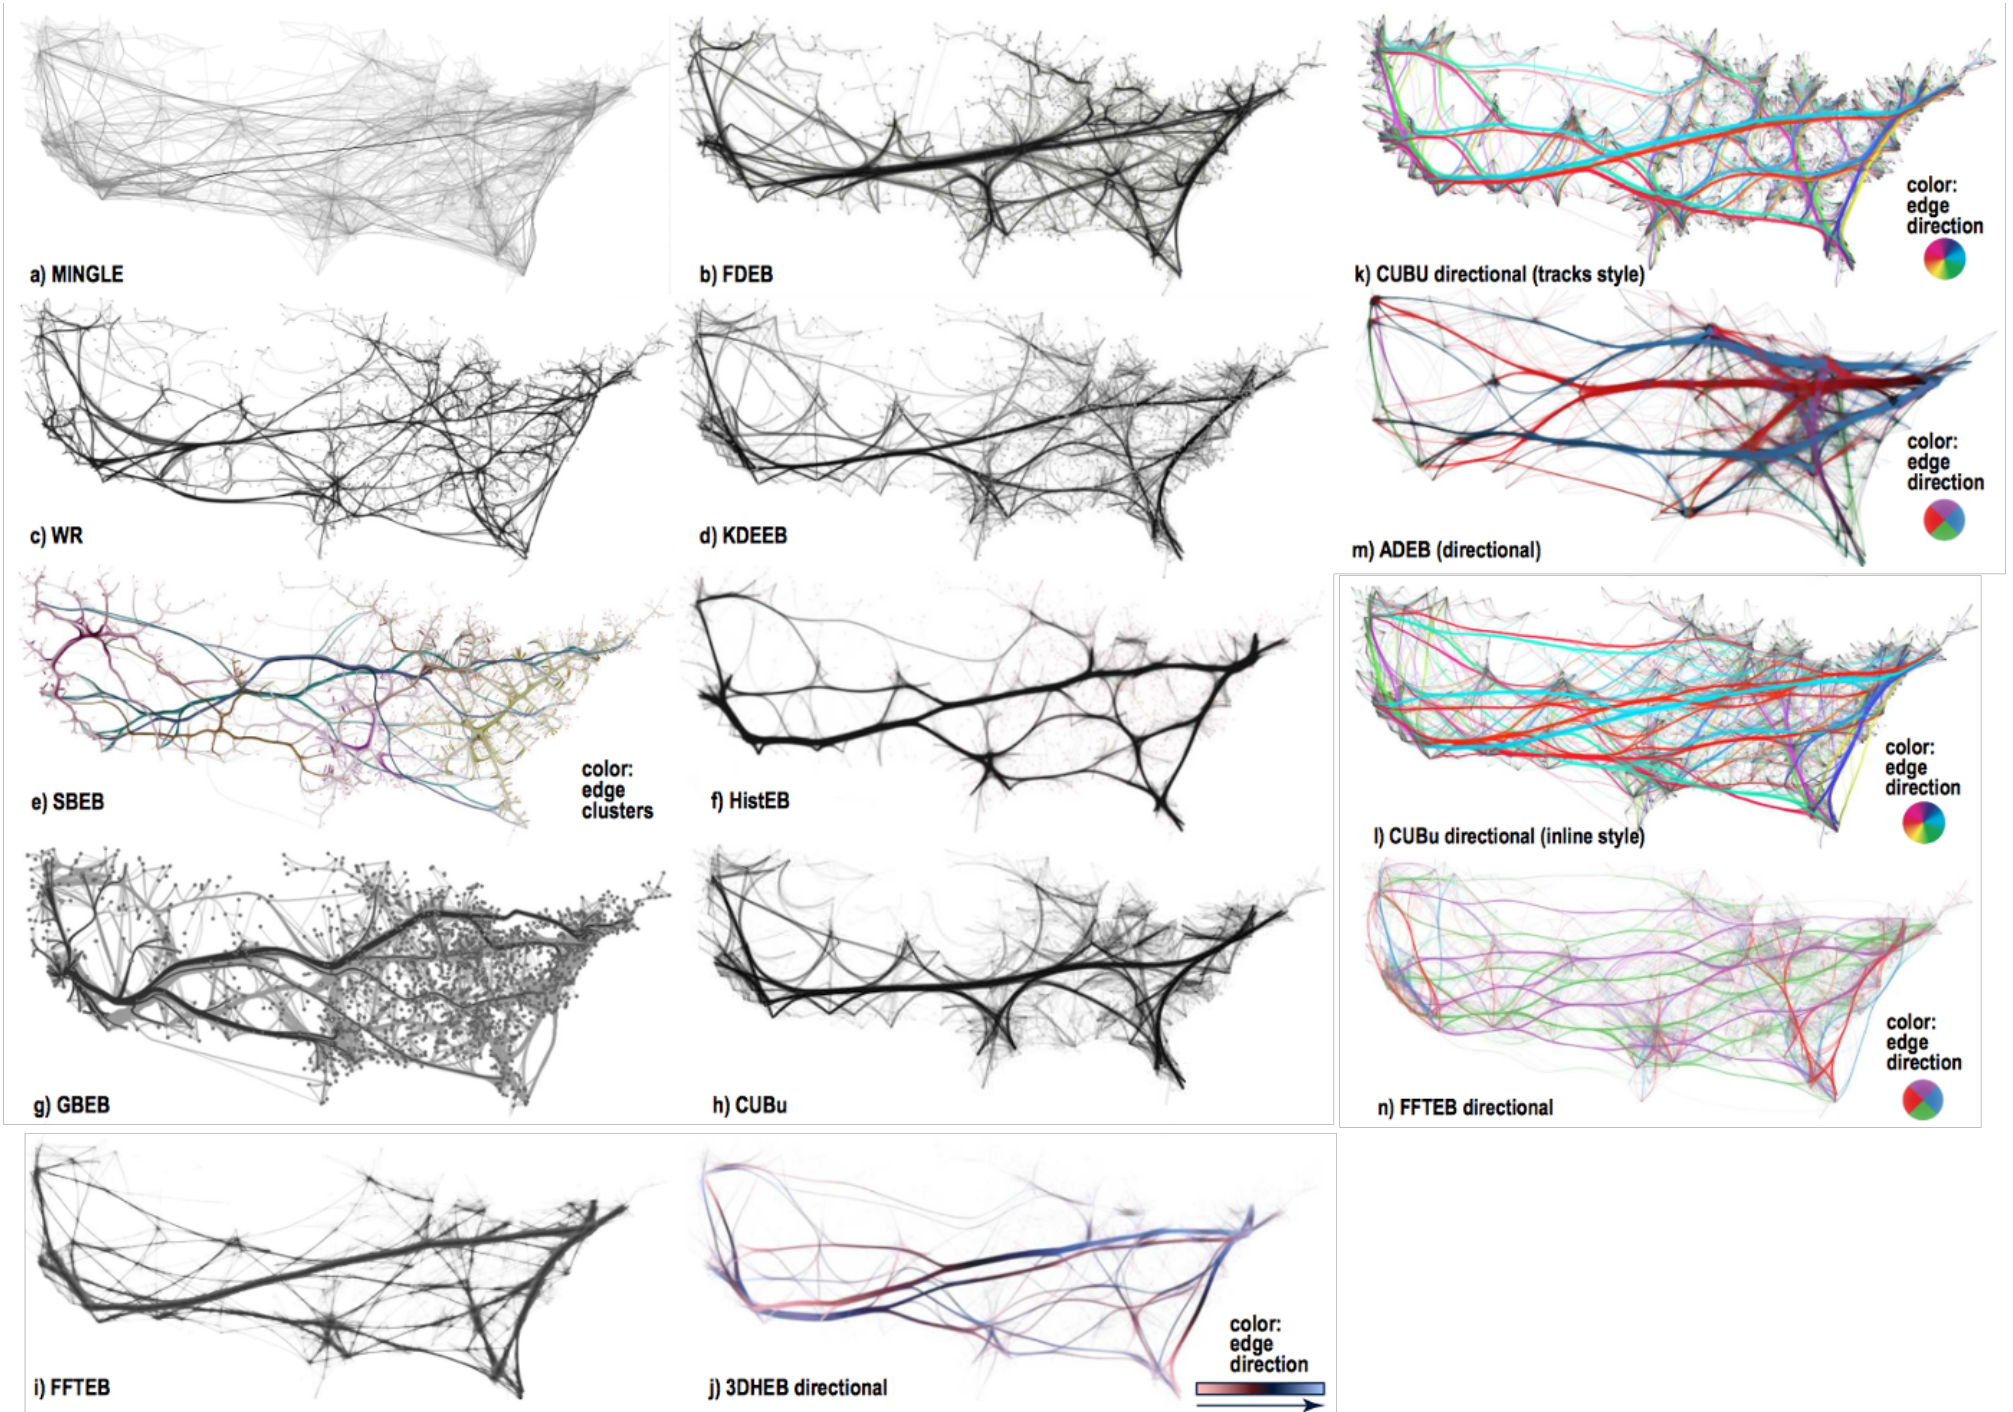 a) MINGLE
b) FDEB
color:
edge
direction
k) CUBU directional (tracks style)
c) WR
d) KDEEB
color:
edge
direction
m) ADEB (directional)
color:
edge
clusters
e) SBEB
f) HistEB
color:
edge
direction
l) CUBu directional (inline style)
g) GBEB
h) CUBu
color:
edge
direction
n) FFTEB directional
i) FFTEB
j) 3DHEB directional
color:
edge
direction